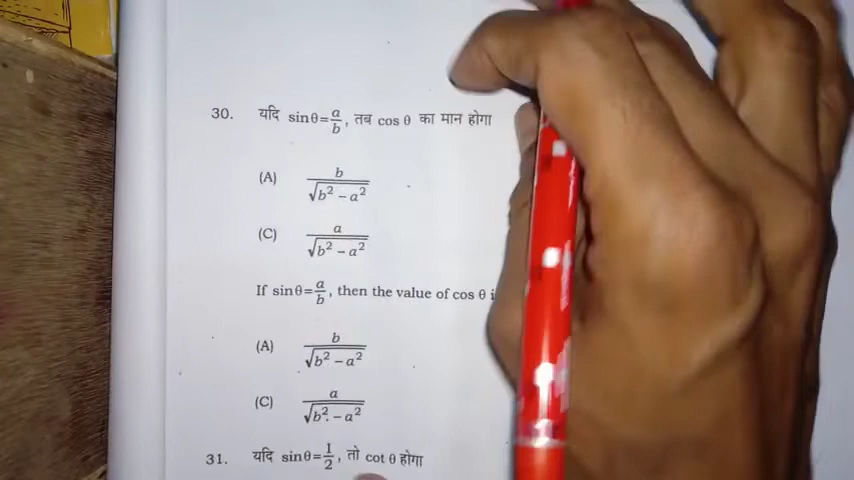 30. यदि sinθ=a/b, तब cos θ का मान होगा
(A) b/√(b² – a²)
(C) a/√(b² – a²)
If sinθ=a/b, then the value of cos θ
(A) b/√(b² – a²)
(C) a/√(b² – a²)
31. यदि sinθ=1/2, तो cot θ होगा